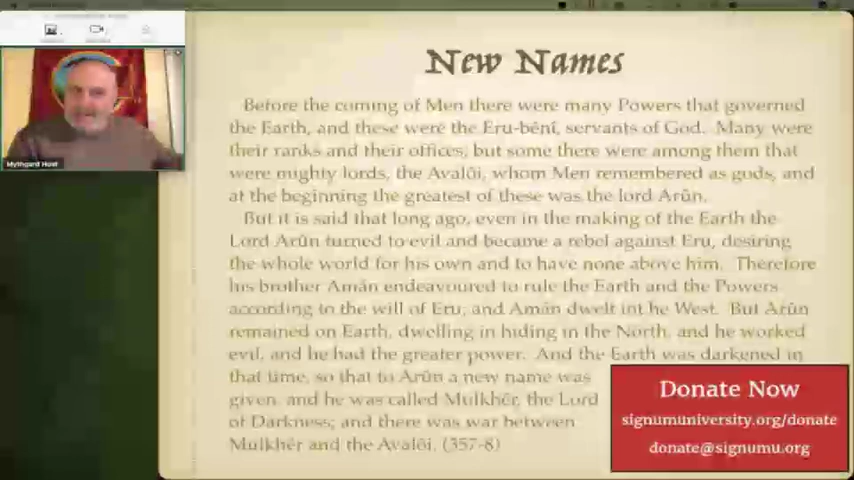 New Names
Before the coming of Men there were many Powers that governed
the Earth, and these were the Eru-bênî, servants of God. Many were
their ranks and their offices, but some there were among them that
were mighty lords, the Avalôi, whom Men remembered as gods, and
at the beginning the greatest of these was the lord Arûn.
But it is said that long ago, even in the making of the Earth the
Lord Arûn turned to evil and became a rebel against Eru, desiring
the whole world for his own and to have none above him. Therefore
his brother Amân endeavoured to rule the Earth and the Powers
according to the will of Eru; and Amân dwelt int he West. But Arûn
remained on Earth, dwelling in hiding in the North, and he worked
evil, and he had the greater power. And the Earth was darkened in
that time, so that to Arûn a new name was
given, and he was called Mulkhêr, the Lord
of Darkness; and there was war between
Mulkhêr and the Avalôi. (357-8)
Mythgard Host
Donate Now
signumuniversity.org/donate
donate@signumu.org